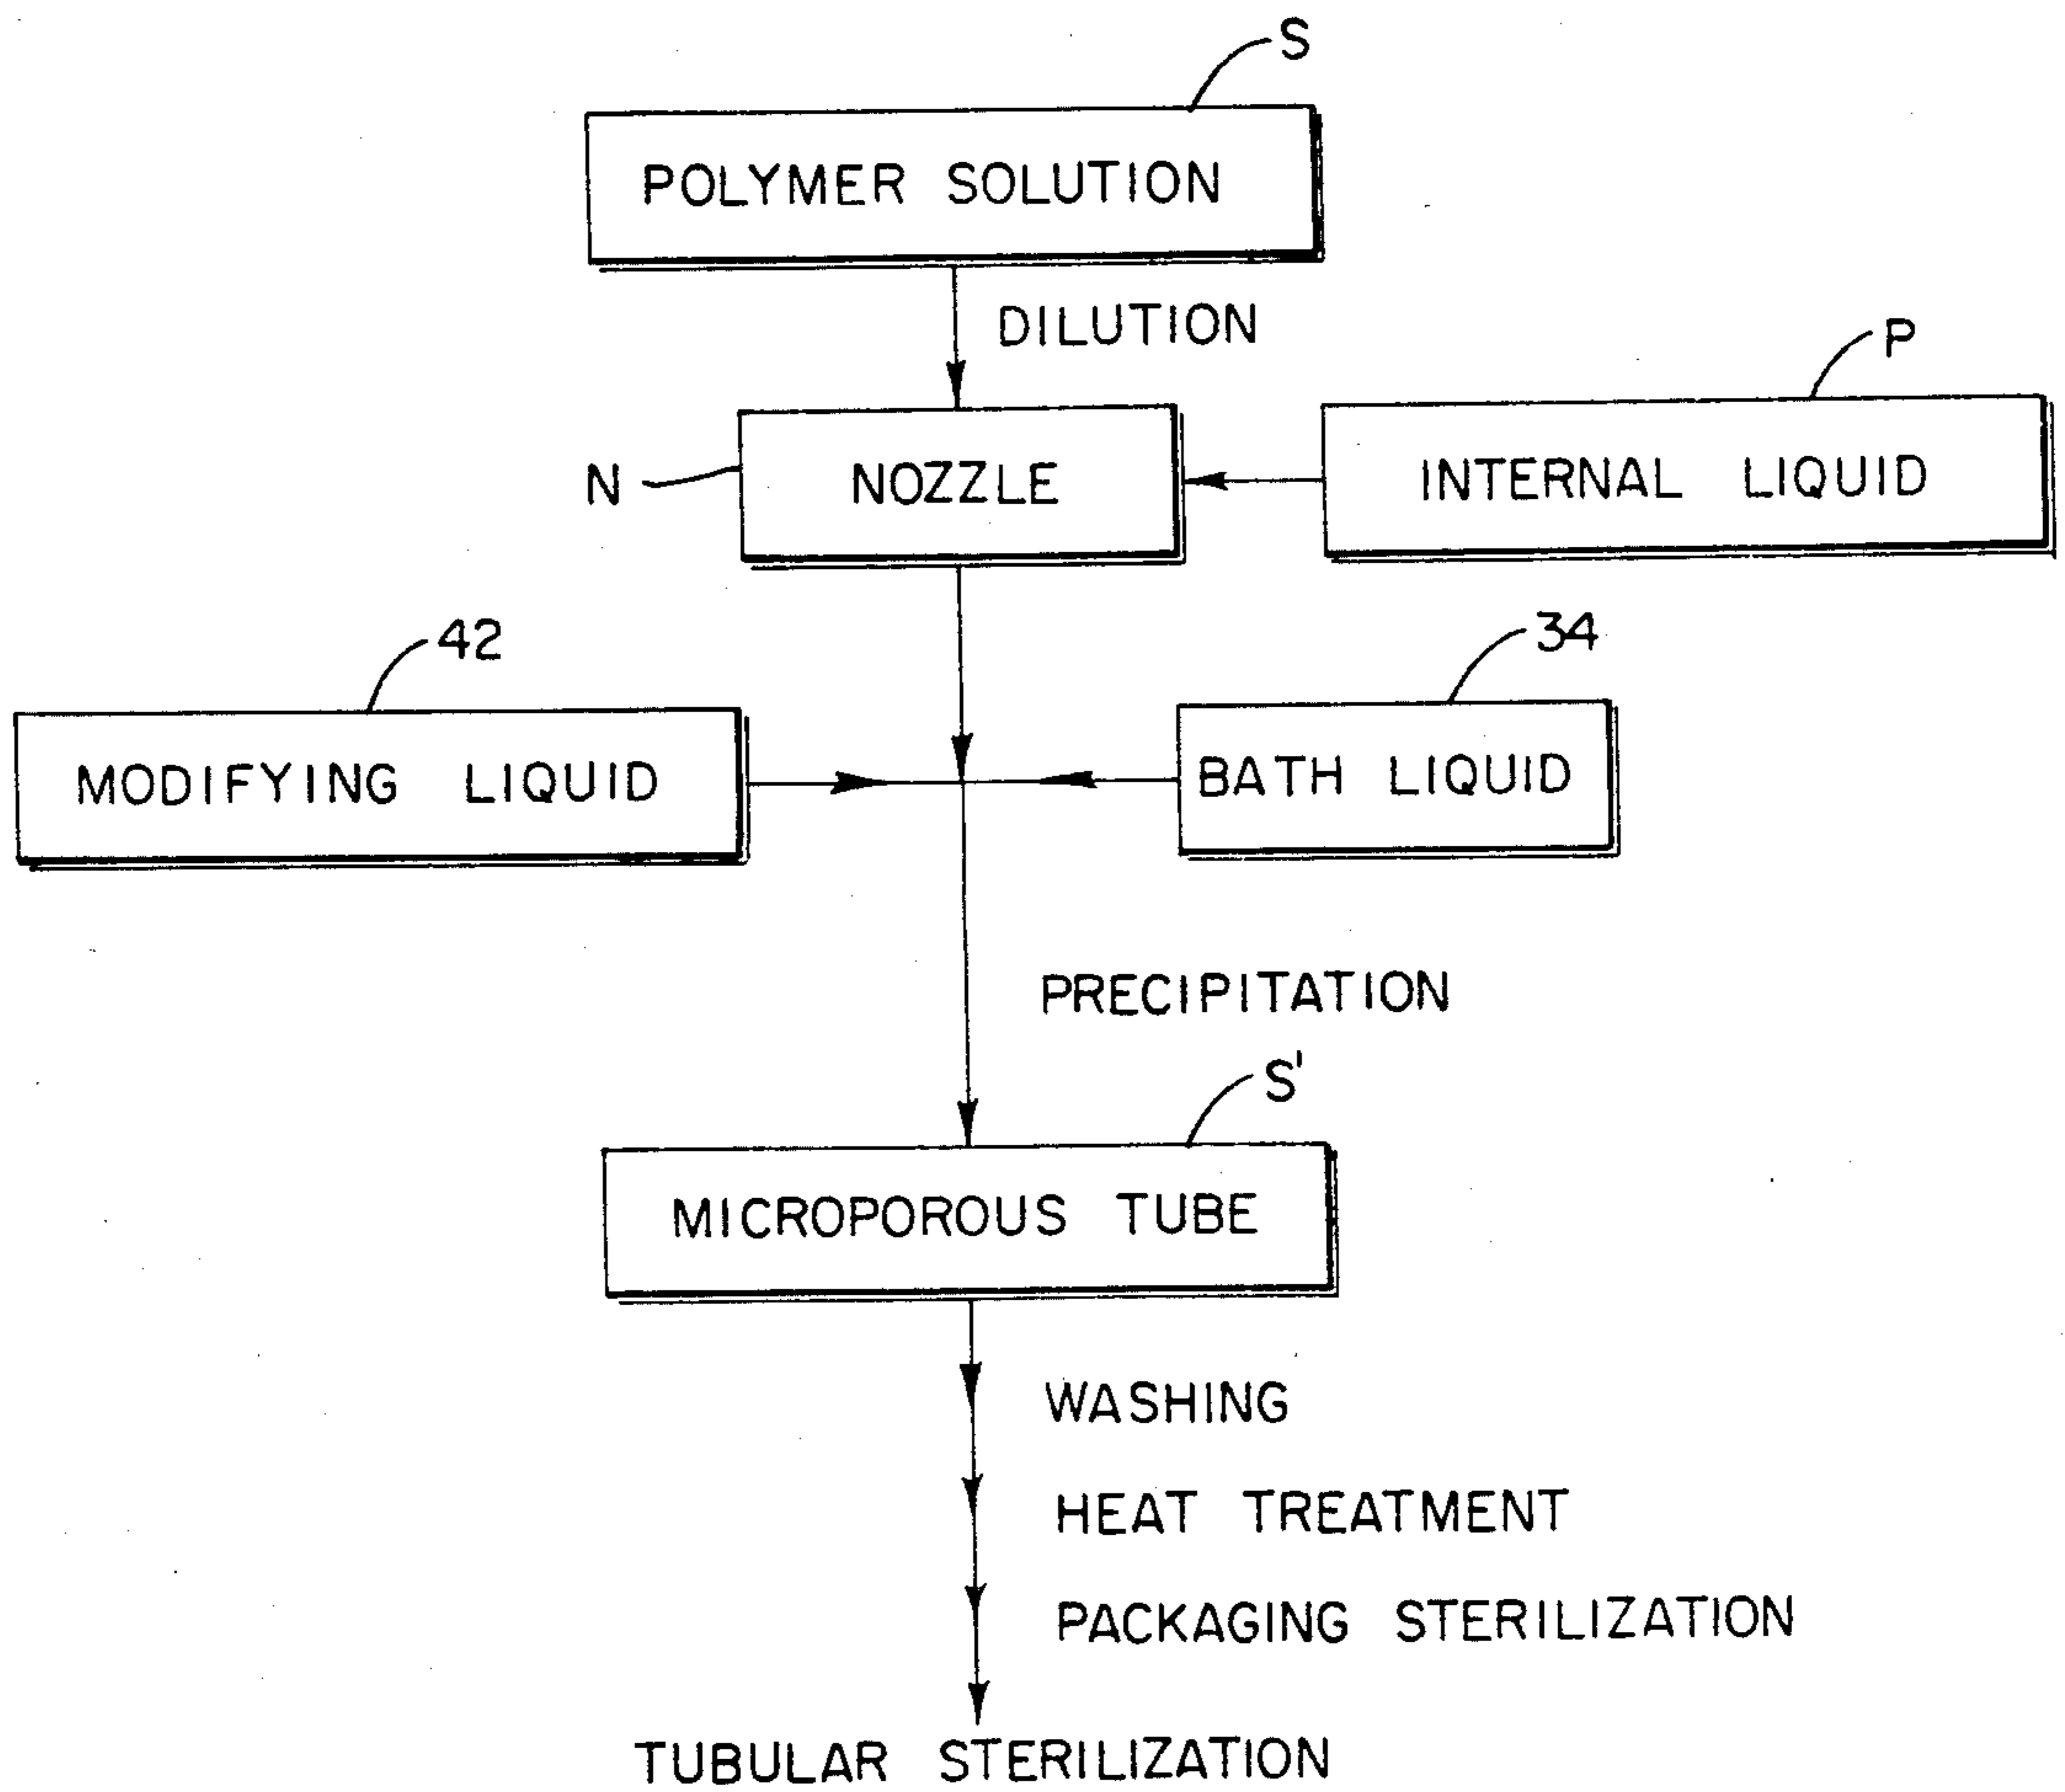 S
POLYMER SOLUTION
DILUTION
P
N
NOZZLE
INTERNAL LIQUID
42
34
MODIFYING LIQUID
BATH LIQUID
PRECIPITATION
S'
MICROPOROUS TUBE
WASHING
HEAT TREATMENT
PACKAGING STERILIZATION
TUBULAR STERILIZATION